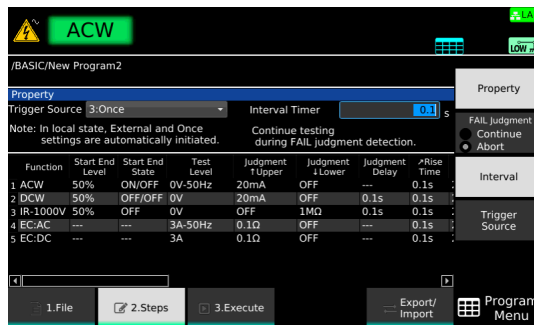 LA
ACW
LOW
/BASIC/New Program2
Property
Property
Trigger Source 3:Once Interval Timer 0.1 s
Note: In local state, External and Once
settings are automatically initiated.
Continue testing
during FAIL judgment detection.
FAIL Judgment
Continue
Abort
Function Start End Level Start End State Test Level Judgment ↑Upper Judgment ↓Lower Judgment Delay ↗Rise Time
1 ACW 50% ON/OFF 0V-50Hz 20mA OFF --- 0.1s
2 DCW 50% OFF/OFF 0V 20mA OFF 0.1s 0.1s
3 IR-1000V 50% OFF 0V OFF 1MΩ 0.1s 0.1s
4 EC:AC --- --- 3A-50Hz 0.1Ω OFF --- 0.1s
5 EC:DC --- --- 3A 0.1Ω OFF --- 0.1s
Interval
Trigger
Source
1.File
2.Steps
3.Execute
Export/
Import
Program
Menu